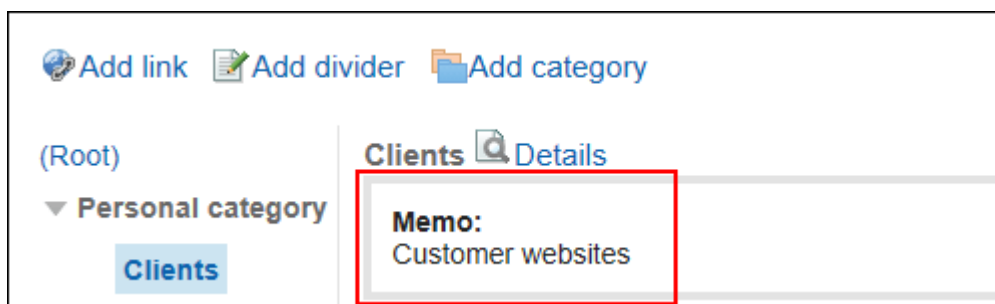 Add link Add divider Add category
(Root)
Personal category
Clients
Clients Details
Memo:
Customer websites